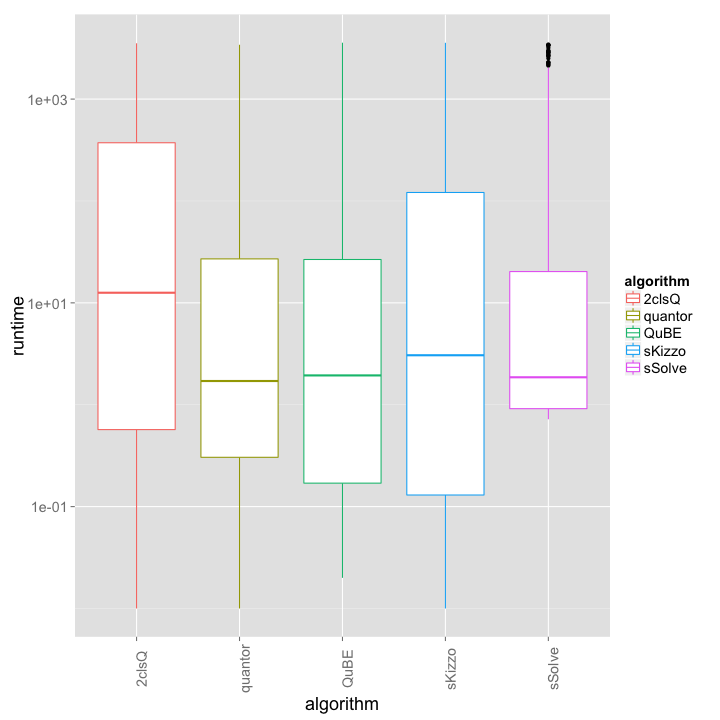 runtime
1e+03
1e+01
1e-01
2clsQ
quantor
QuBE
sKizzo
sSolve
algorithm
algorithm
2clsQ
quantor
QuBE
sKizzo
sSolve